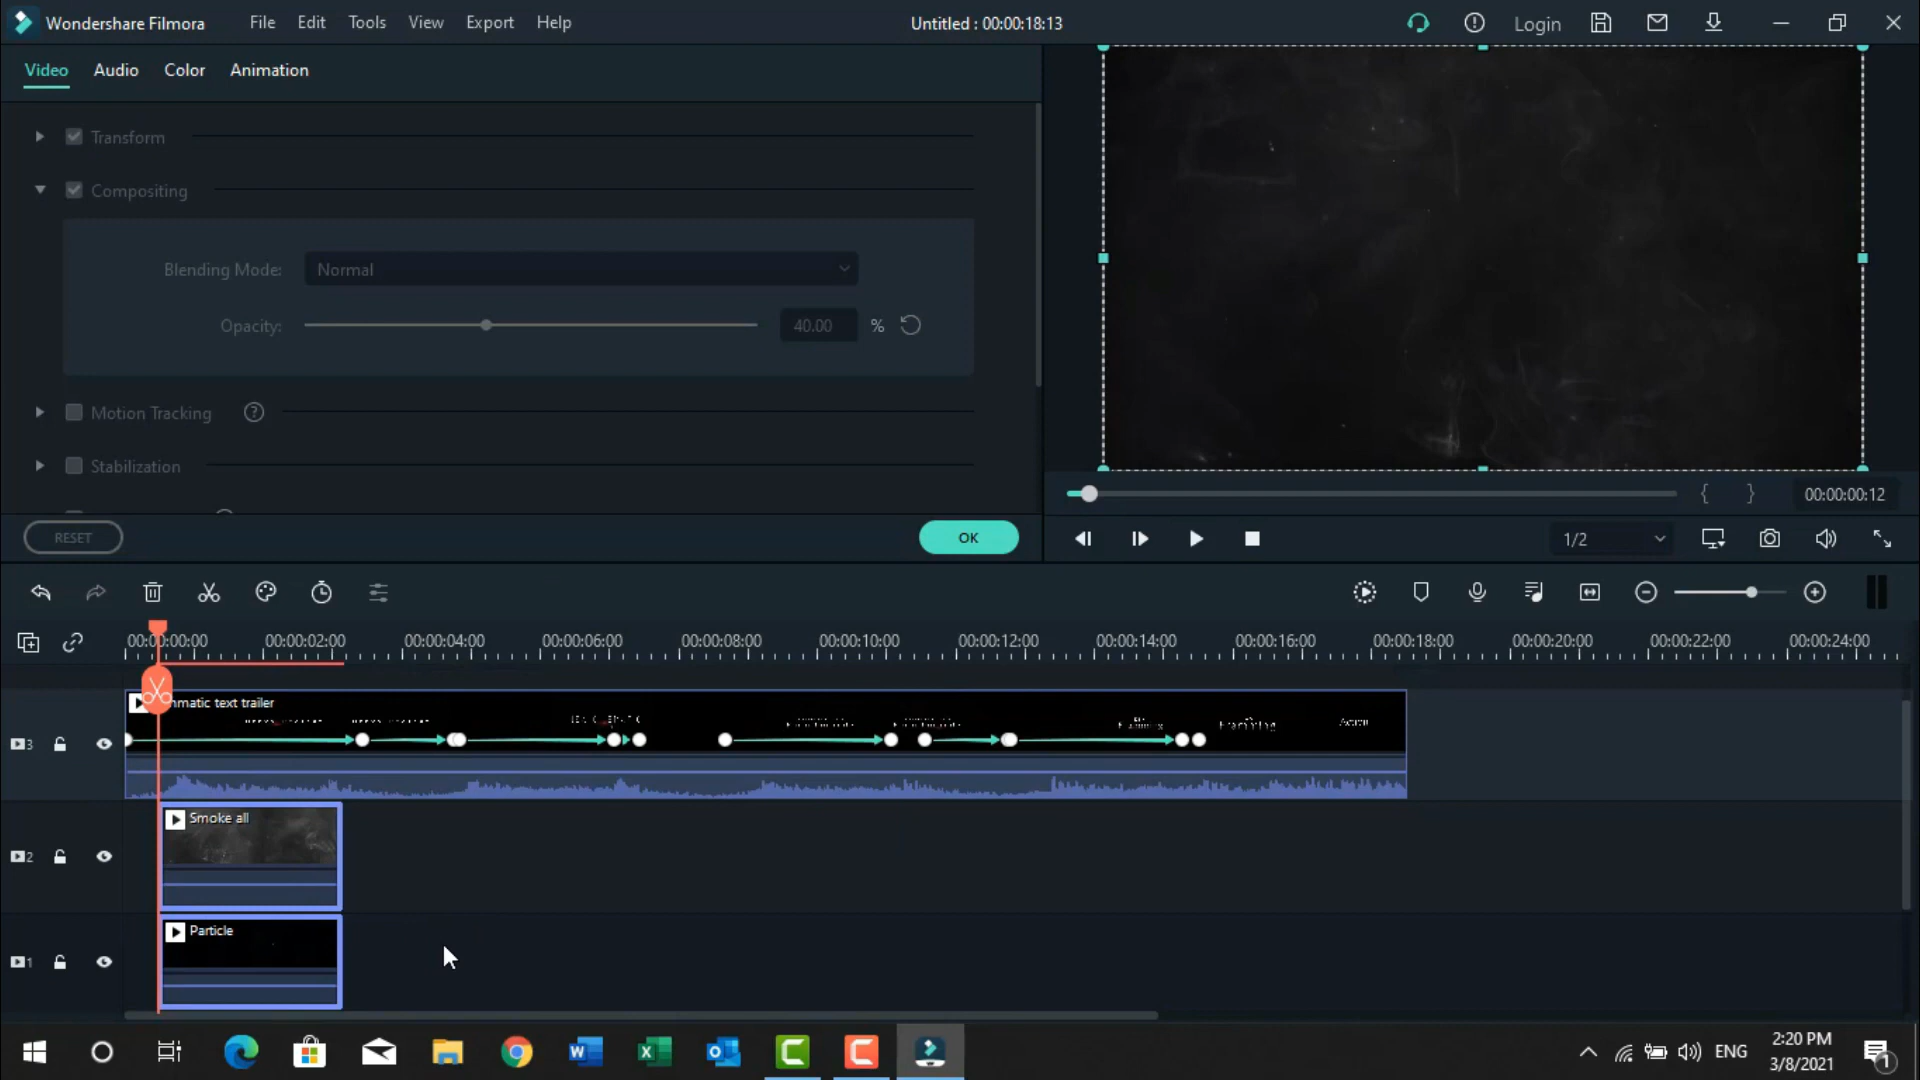 Wondershare Filmora
File
Edit
Tools
View
Export
Help
Untitled : 00:00:18:13
Login
Video
Audio
Color
Animation
Transform
Compositing
Blending Mode:
Normal
Opacity:
40.00
%
Motion Tracking
?
Stabilization
RESET
OK
{ }
00:00:00:12
1/2
00:00:00:00
00:00:02:00
00:00:04:00
00:00:06:00
00:00:08:00
00:00:10:00
00:00:12:00
00:00:14:00
00:00:16:00
00:00:18:00
00:00:20:00
00:00:22:00
00:00:24:00
text trailer
3
Smoke all
2
Particle
1
ENG
2:20 PM
3/8/2021
1